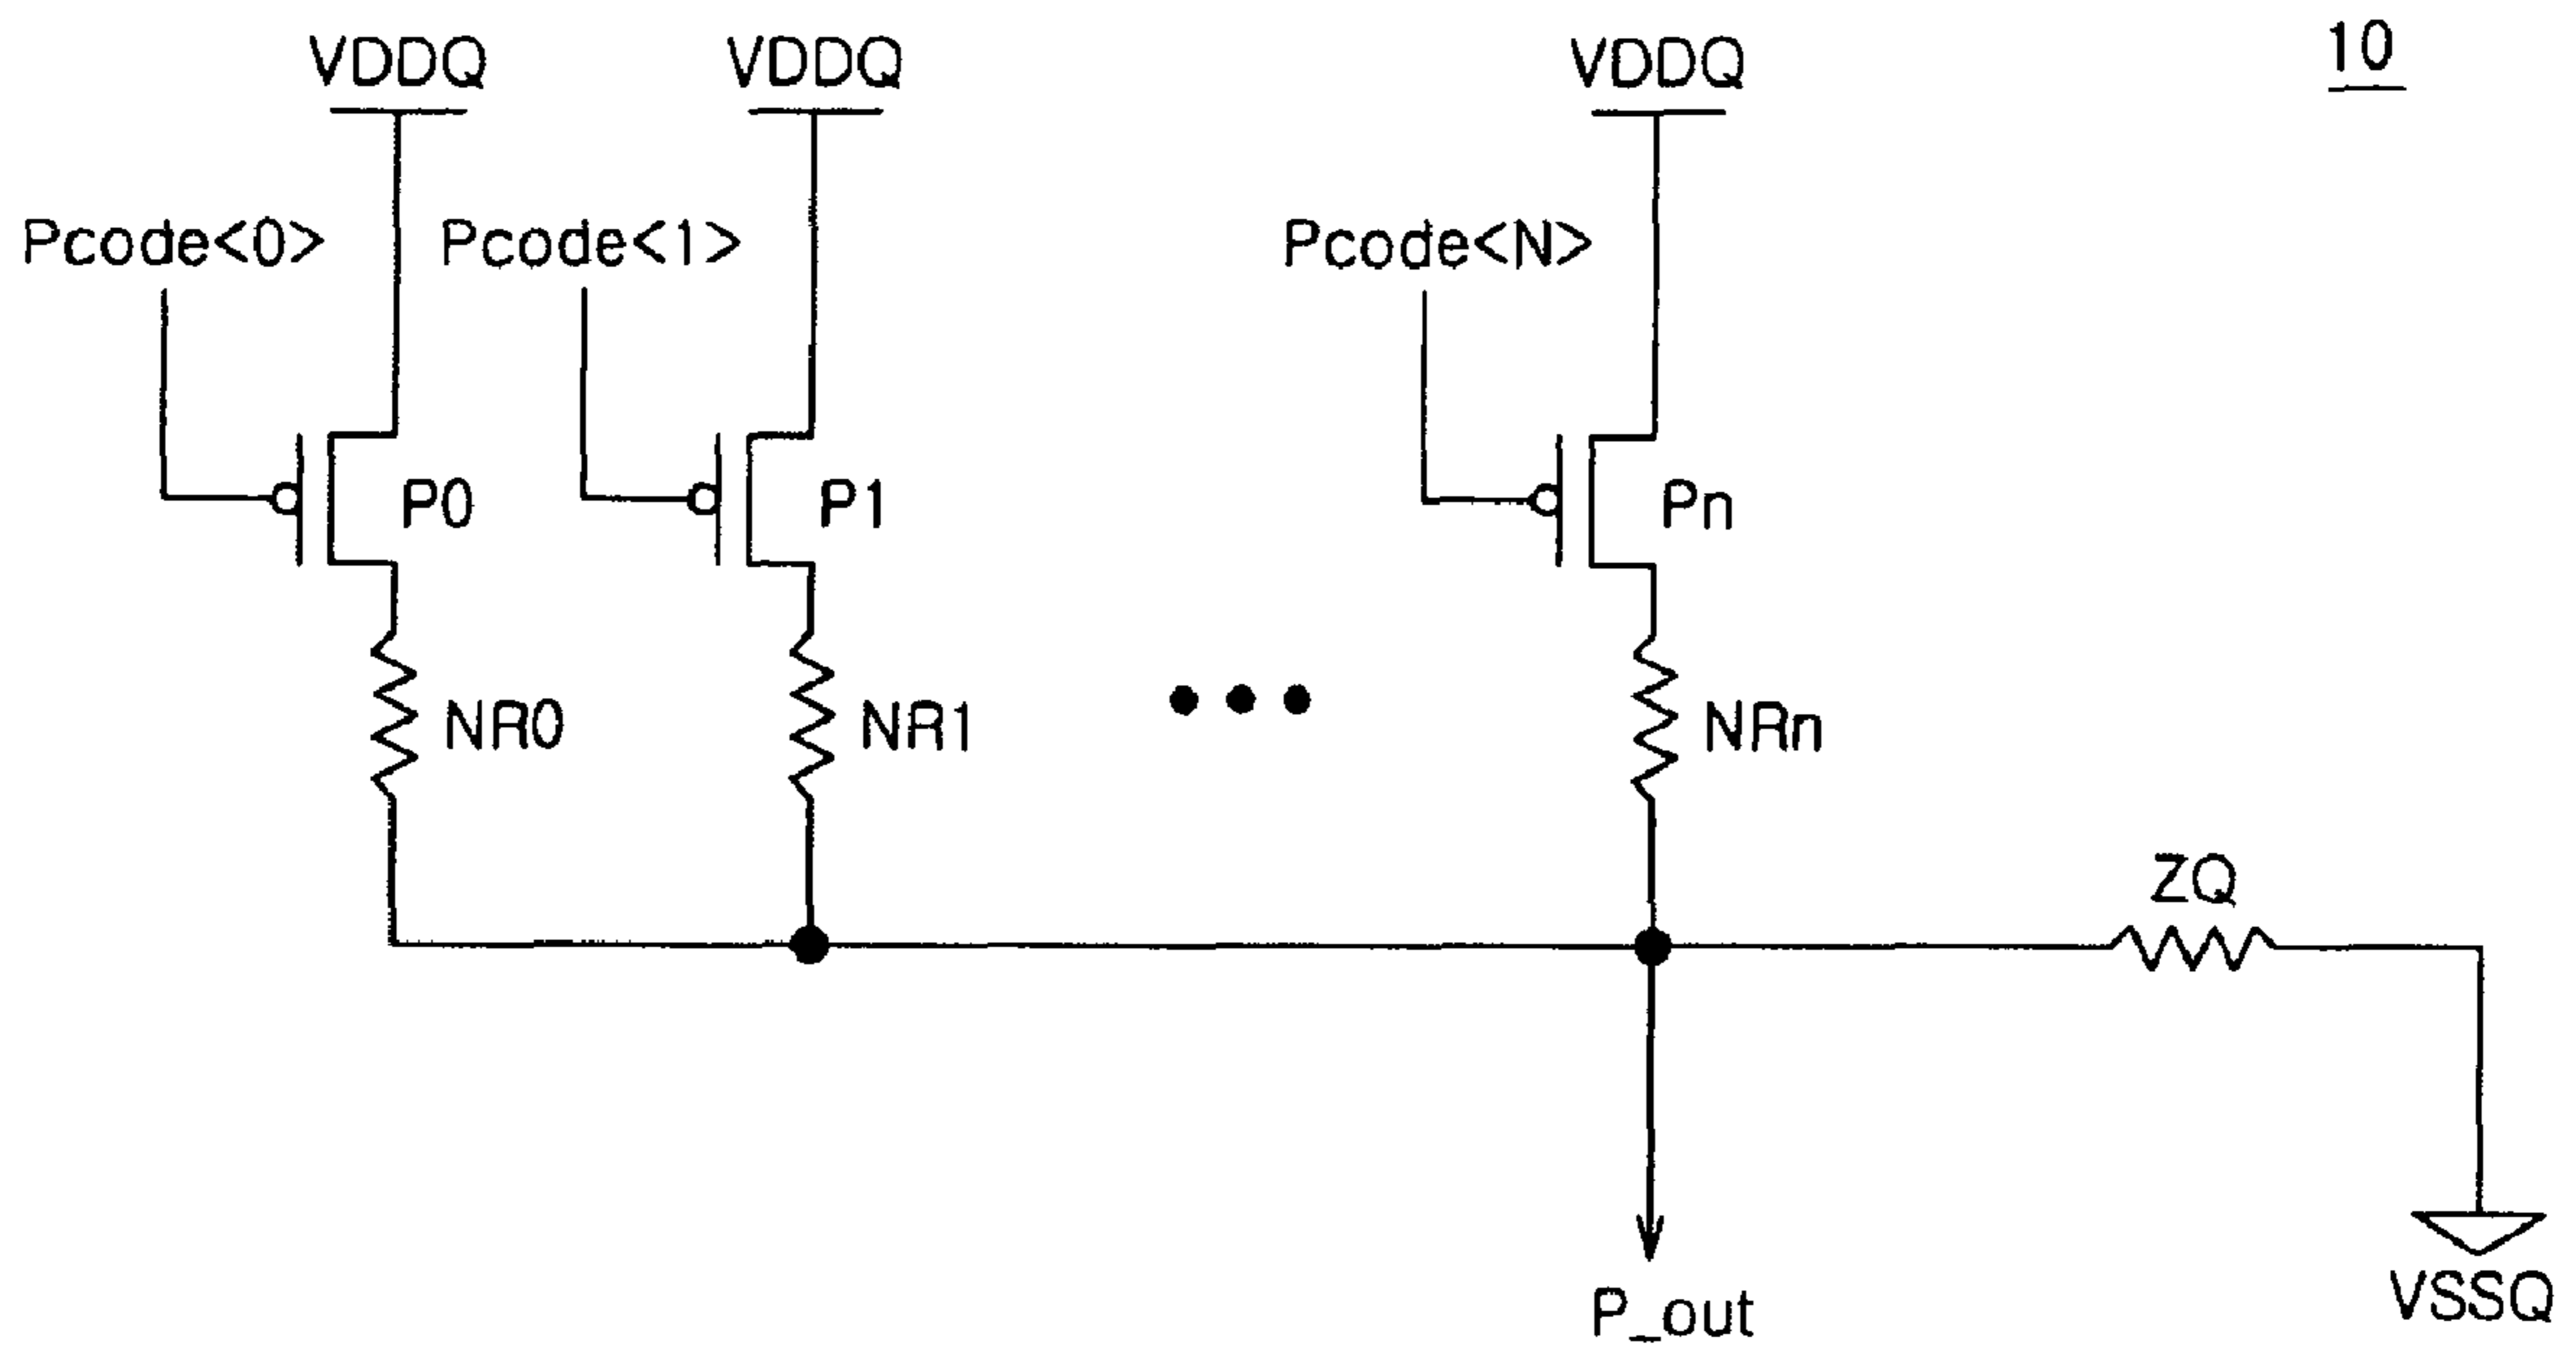 10
VDDQ VDDQ VDDQ
Pcode<0> Pcode<1> Pcode<N>
P0 P1 Pn
NR0 NR1 NRn
ZQ
P_out
VSSQ